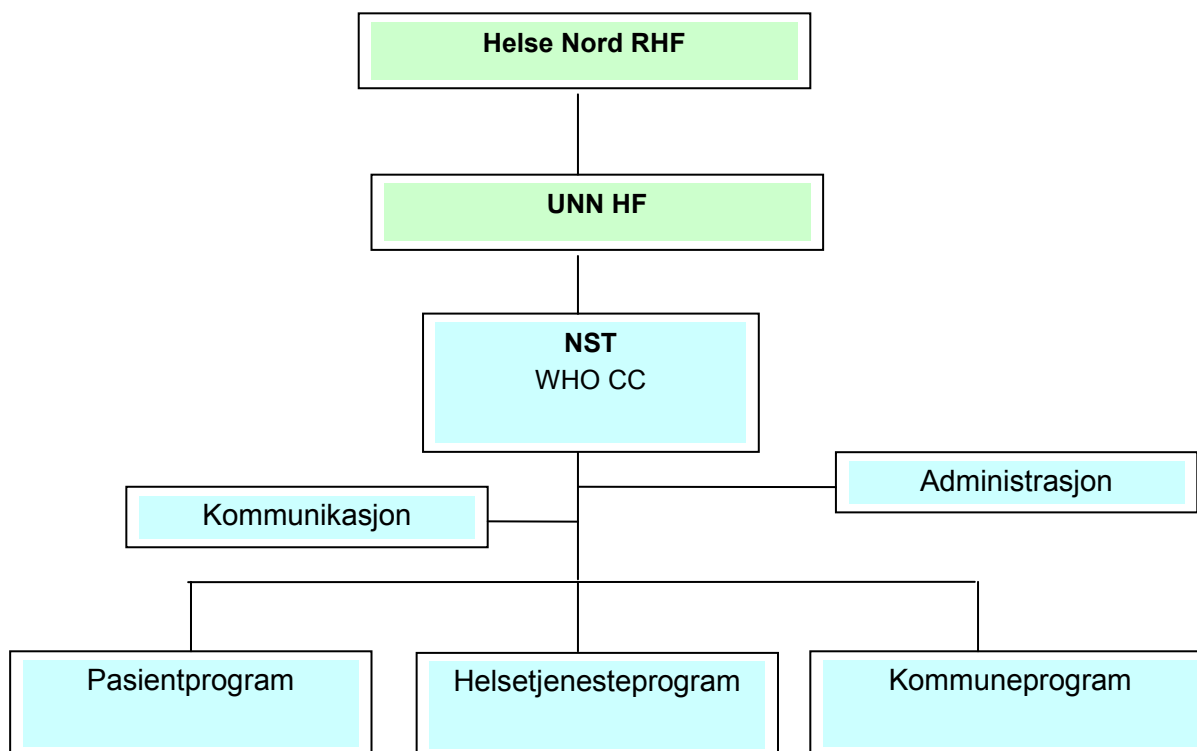 Helse Nord RHF
UNN HF
NST
WHO CC
Administrasjon
Kommunikasjon
Pasientprogram
Helsetjenesteprogram
Kommuneprogram